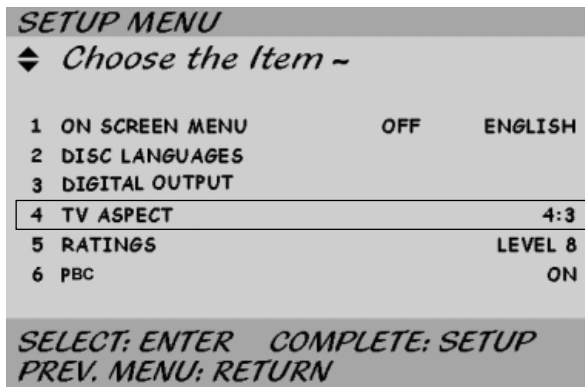 SETUP MENU
Choose the Item ~
1 ON SCREEN MENU OFF ENGLISH
2 DISC LANGUAGES
3 DIGITAL OUTPUT
4 TV ASPECT 4:3
5 RATINGS LEVEL 8
6 PBC ON
SELECT: ENTER COMPLETE: SETUP
PREV. MENU: RETURN